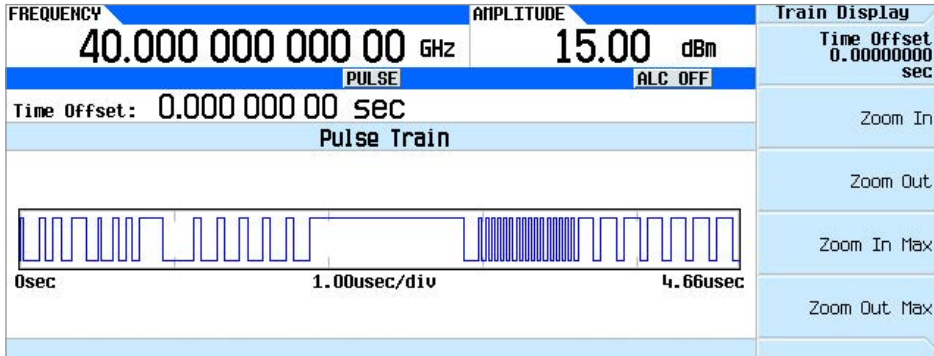 FREQUENCY
AMPLITUDE
40.000 000 000 00 GHz
15.00 dBm
PULSE
ALC OFF
Time Offset: 0.000 000 00 sec
Pulse Train
0sec
1.00usec/div
4.66usec
Train Display
Time Offset
0.00000000
sec
Zoom In
Zoom Out
Zoom In Max
Zoom Out Max